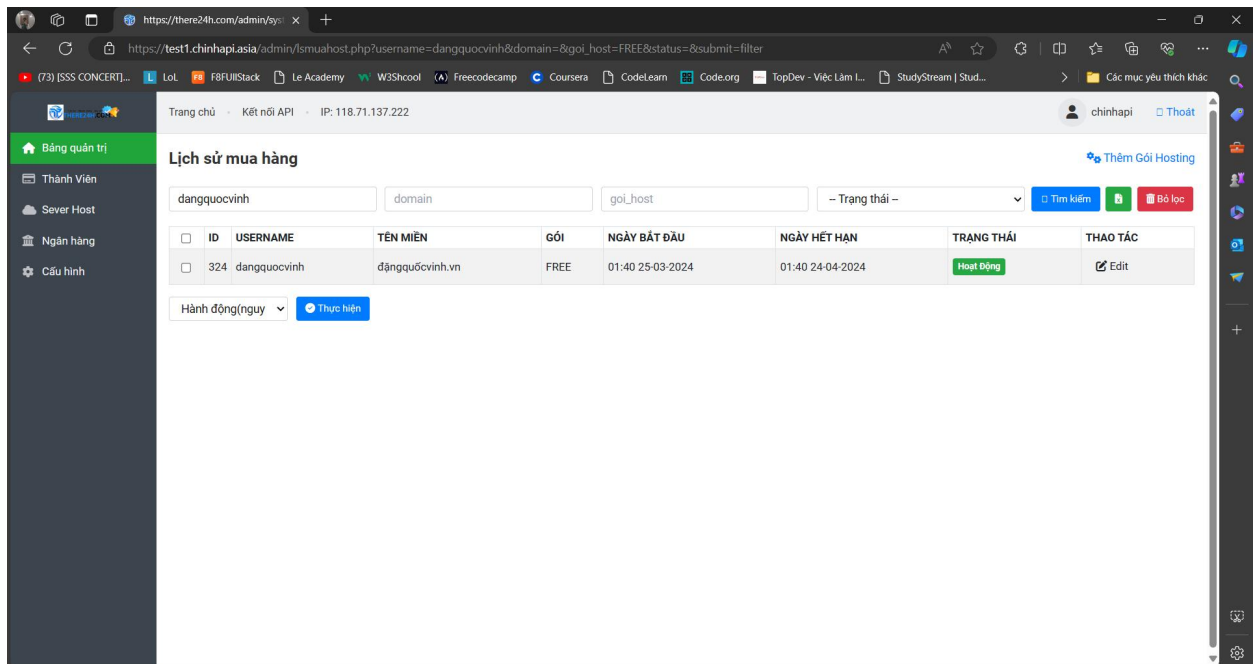 https://there24h.com/admin/sys
https://test1.chinhapi.asia/admin/lsmuahost.php?username=dangquocvinh&domain=&goi_host=FREE&status=&submit=filter
(73) [SSS CONCERT]... L LoL F8 F8FUllStack Le Academy W3Shcool (A) Freecodecamp C Coursera CodeLearn Code.org TopDev - Việc Làm I... StudyStream | Stud... Các mục yêu thích khác
Trang chủ Kết nối API IP: 118.71.137.222 chinhapi Thoát
Bảng quản trị
Thành Viên
Sever Host
Ngân hàng
Cấu hình
Lịch sử mua hàng Thêm Gói Hosting
dangquocvinh domain goi_host -- Trạng thái -- Tìm kiếm Bỏ lọc
ID USERNAME TÊN MIỀN GÓI NGÀY BẮT ĐẦU NGÀY HẾT HẠN TRẠNG THÁI THAO TÁC
324 dangquocvinh đặngquốcvinh.vn FREE 01:40 25-03-2024 01:40 24-04-2024 Hoạt Động Edit
Hành động(nguy Thực hiện